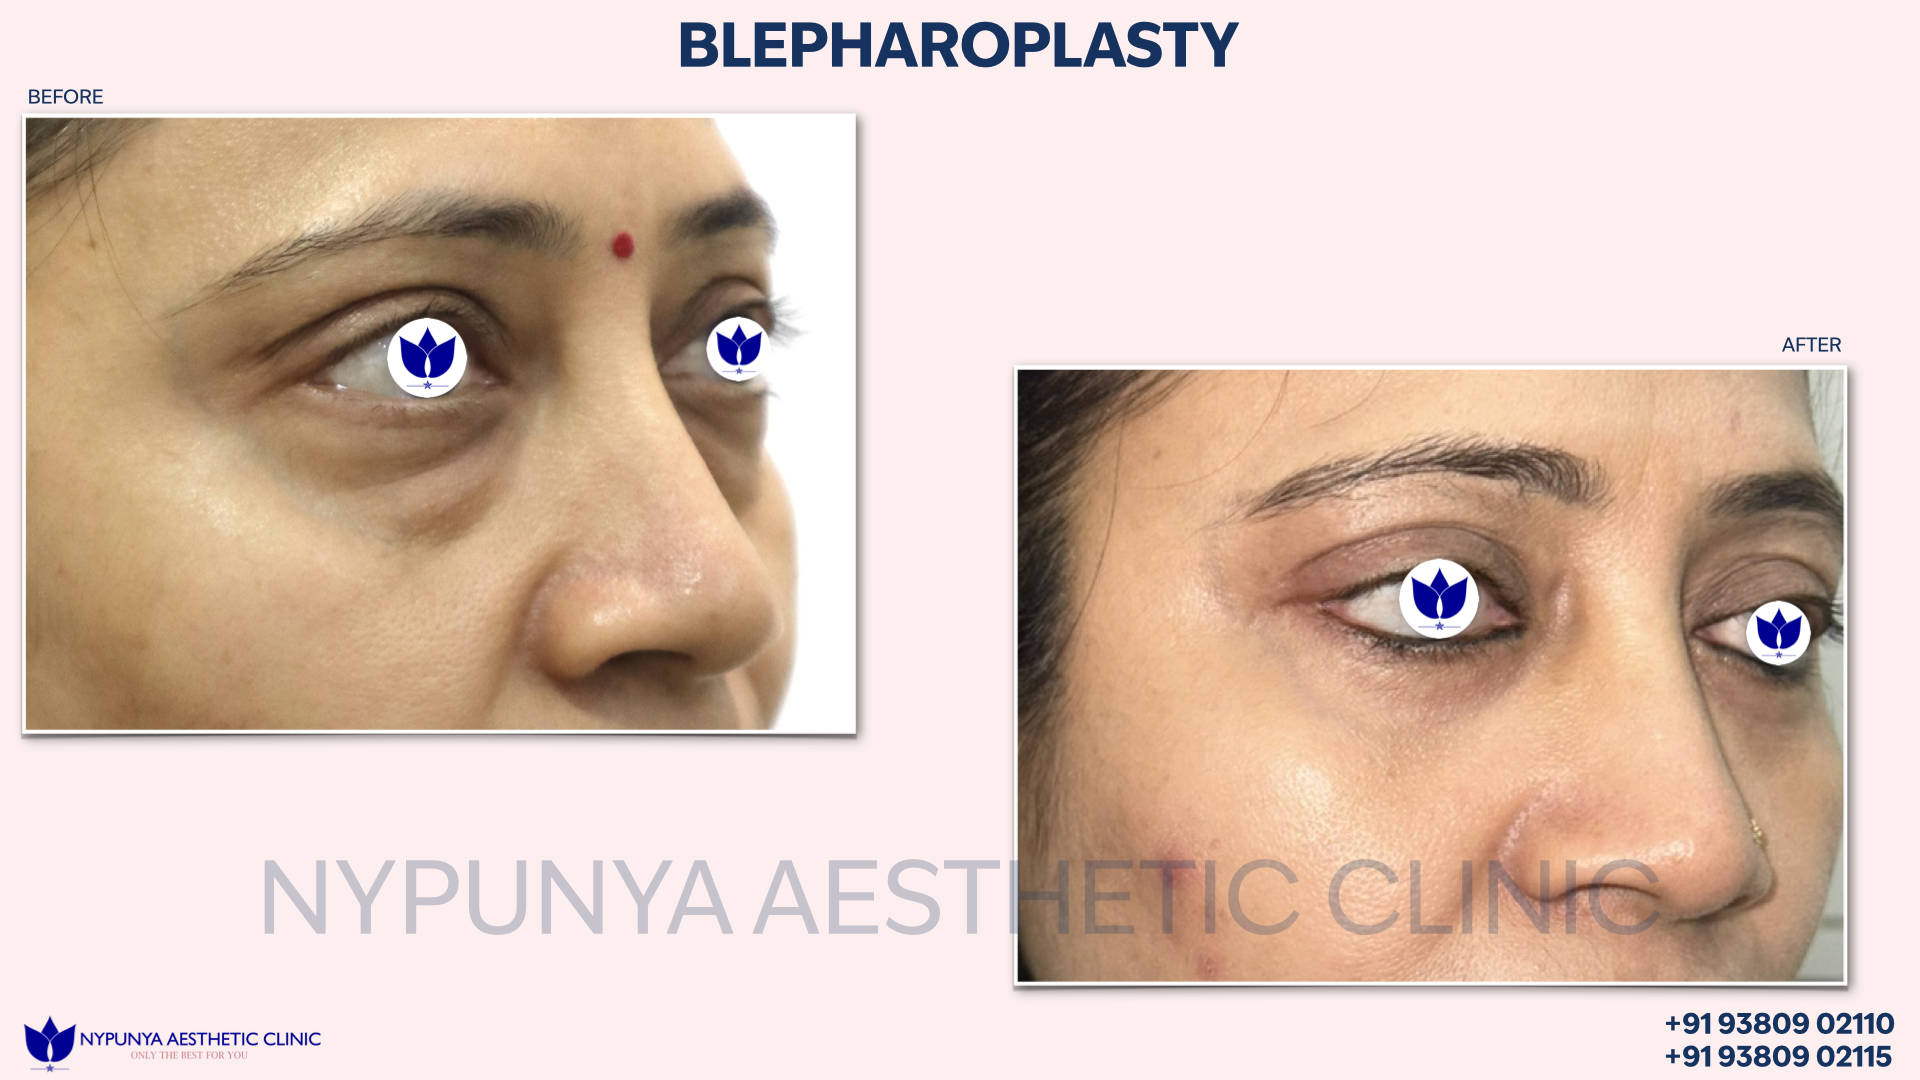 BLEPHAROPLASTY
BEFORE
AFTER
NYPUNYA AESTHETIC CLINIC
NYPUNYA AESTHETIC CLINIC
ONLY THE BEST FOR YOU
+91 93809 02110
+91 93809 02115